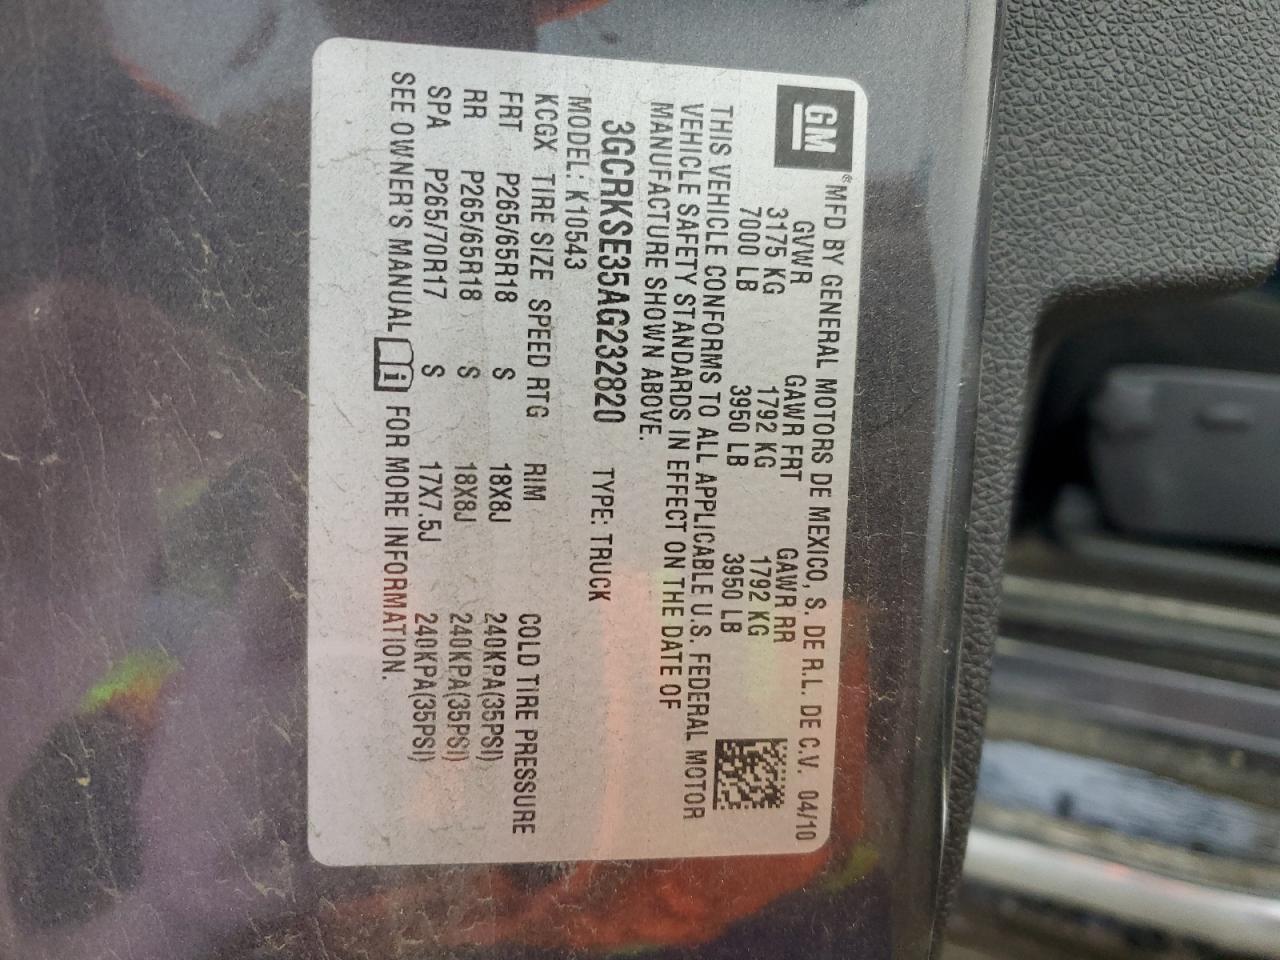 GM ® MFD BY GENERAL MOTORS DE MEXICO, S. DE R.L. DE C.V. 04/10
GVWR GAWR FRT GAWR RR
3175 KG 1792 KG 1792 KG
7000 LB 3950 LB 3950 LB
THIS VEHICLE CONFORMS TO ALL APPLICABLE U.S. FEDERAL MOTOR
VEHICLE SAFETY STANDARDS IN EFFECT ON THE DATE OF
MANUFACTURE SHOWN ABOVE.
3GCRKSE35AG232820 TYPE: TRUCK
MODEL: K10543
KCGX TIRE SIZE SPEED RTG RIM COLD TIRE PRESSURE
FRT P265/65R18 S 18X8J 240KPA(35PSI)
RR P265/65R18 S 18X8J 240KPA(35PSI)
SPA P265/70R17 S 17X7.5J 240KPA(35PSI)
SEE OWNER'S MANUAL i FOR MORE INFORMATION.